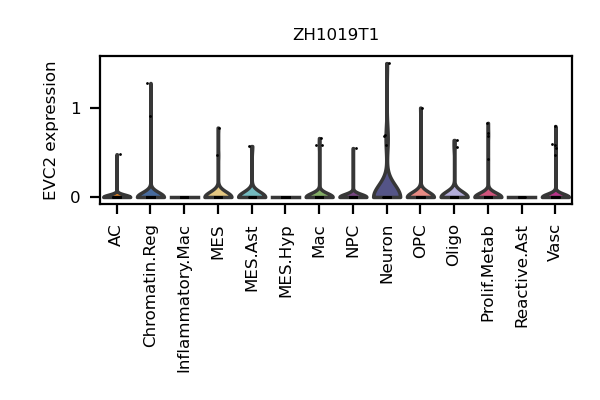 ZH1019T1
EVC2 expression
1
0
AC
Chromatin.Reg
Inflammatory.Mac
MES
MES.Ast
MES.Hyp
Mac
NPC
Neuron
OPC
Oligo
Prolif.Metab
Reactive.Ast
Vasc